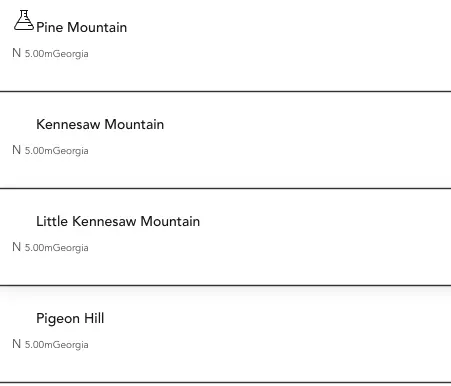 Pine Mountain
N 5.00mGeorgia
Kennesaw Mountain
N 5.00mGeorgia
Little Kennesaw Mountain
N 5.00mGeorgia
Pigeon Hill
N 5.00mGeorgia